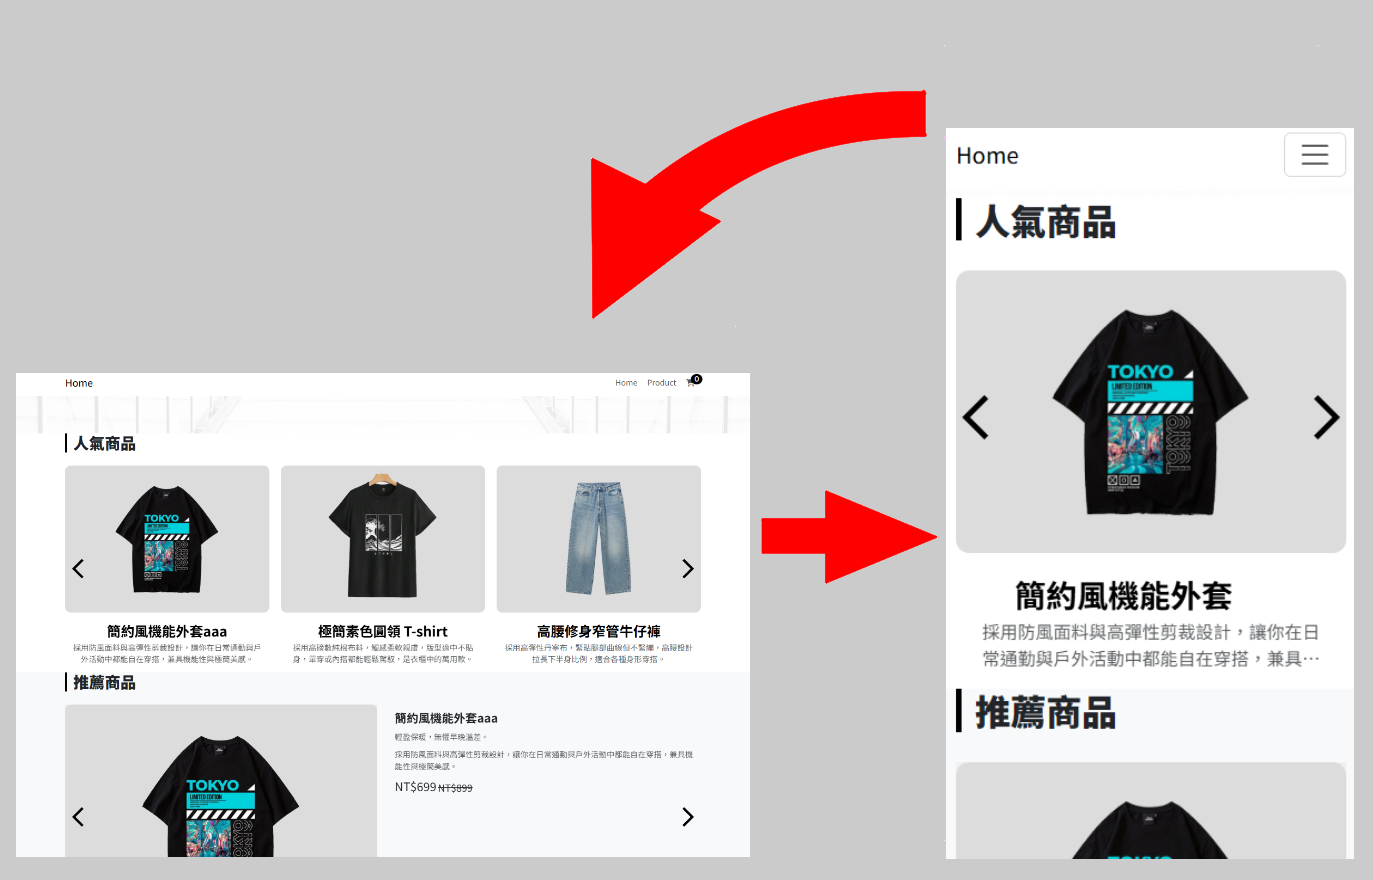 Home
Home Product 0
人氣商品
TOKYO
LIMITED EDITION
TOKYO
簡約風機能外套aaa
採用防風面料與高彈性剪裁設計，讓你在日常通動與戶
外活動中都能自在穿搭，兼具機能性與極簡美感。
極簡素色圓領 T-shirt
採用高磅數純棉布料，觸感柔軟親膚，版型適中不貼
身，單穿或內搭都能輕鬆駕馭，是衣櫃中的萬用款。
高腰修身窄管牛仔褲
採用高彈性丹寧布，緊貼腿部曲線但不緊繃，高腰設計
拉長下半身比例，適合各種身形穿搭。
推薦商品
TOKYO
LIMITED EDITION
TOKYO
簡約風機能外套aaa
輕盈保暖，無懼早晚溫差。
採用防風面料與高彈性剪裁設計，讓你在日常通勤與戶外活動中都能自在穿搭，兼具機
能性與極簡美感。
NT$699 NT$899
Home
人氣商品
TOKYO
LIMITED EDITION
TOKYO
簡約風機能外套
採用防風面料與高彈性剪裁設計，讓你在日
常通勤與戶外活動中都能自在穿搭，兼具…
推薦商品